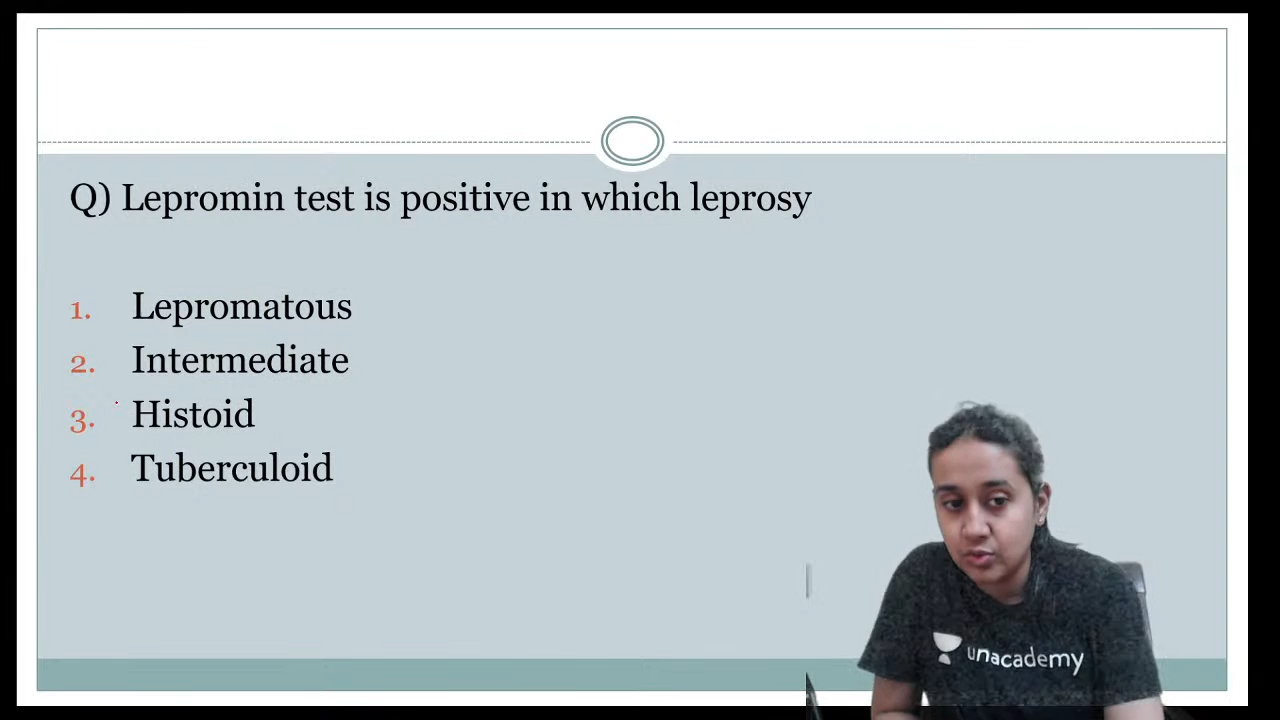 Q) Lepromin test is positive in which leprosy
1. Lepromatous
2. Intermediate
3. Histoid
4. Tuberculoid
unacademy